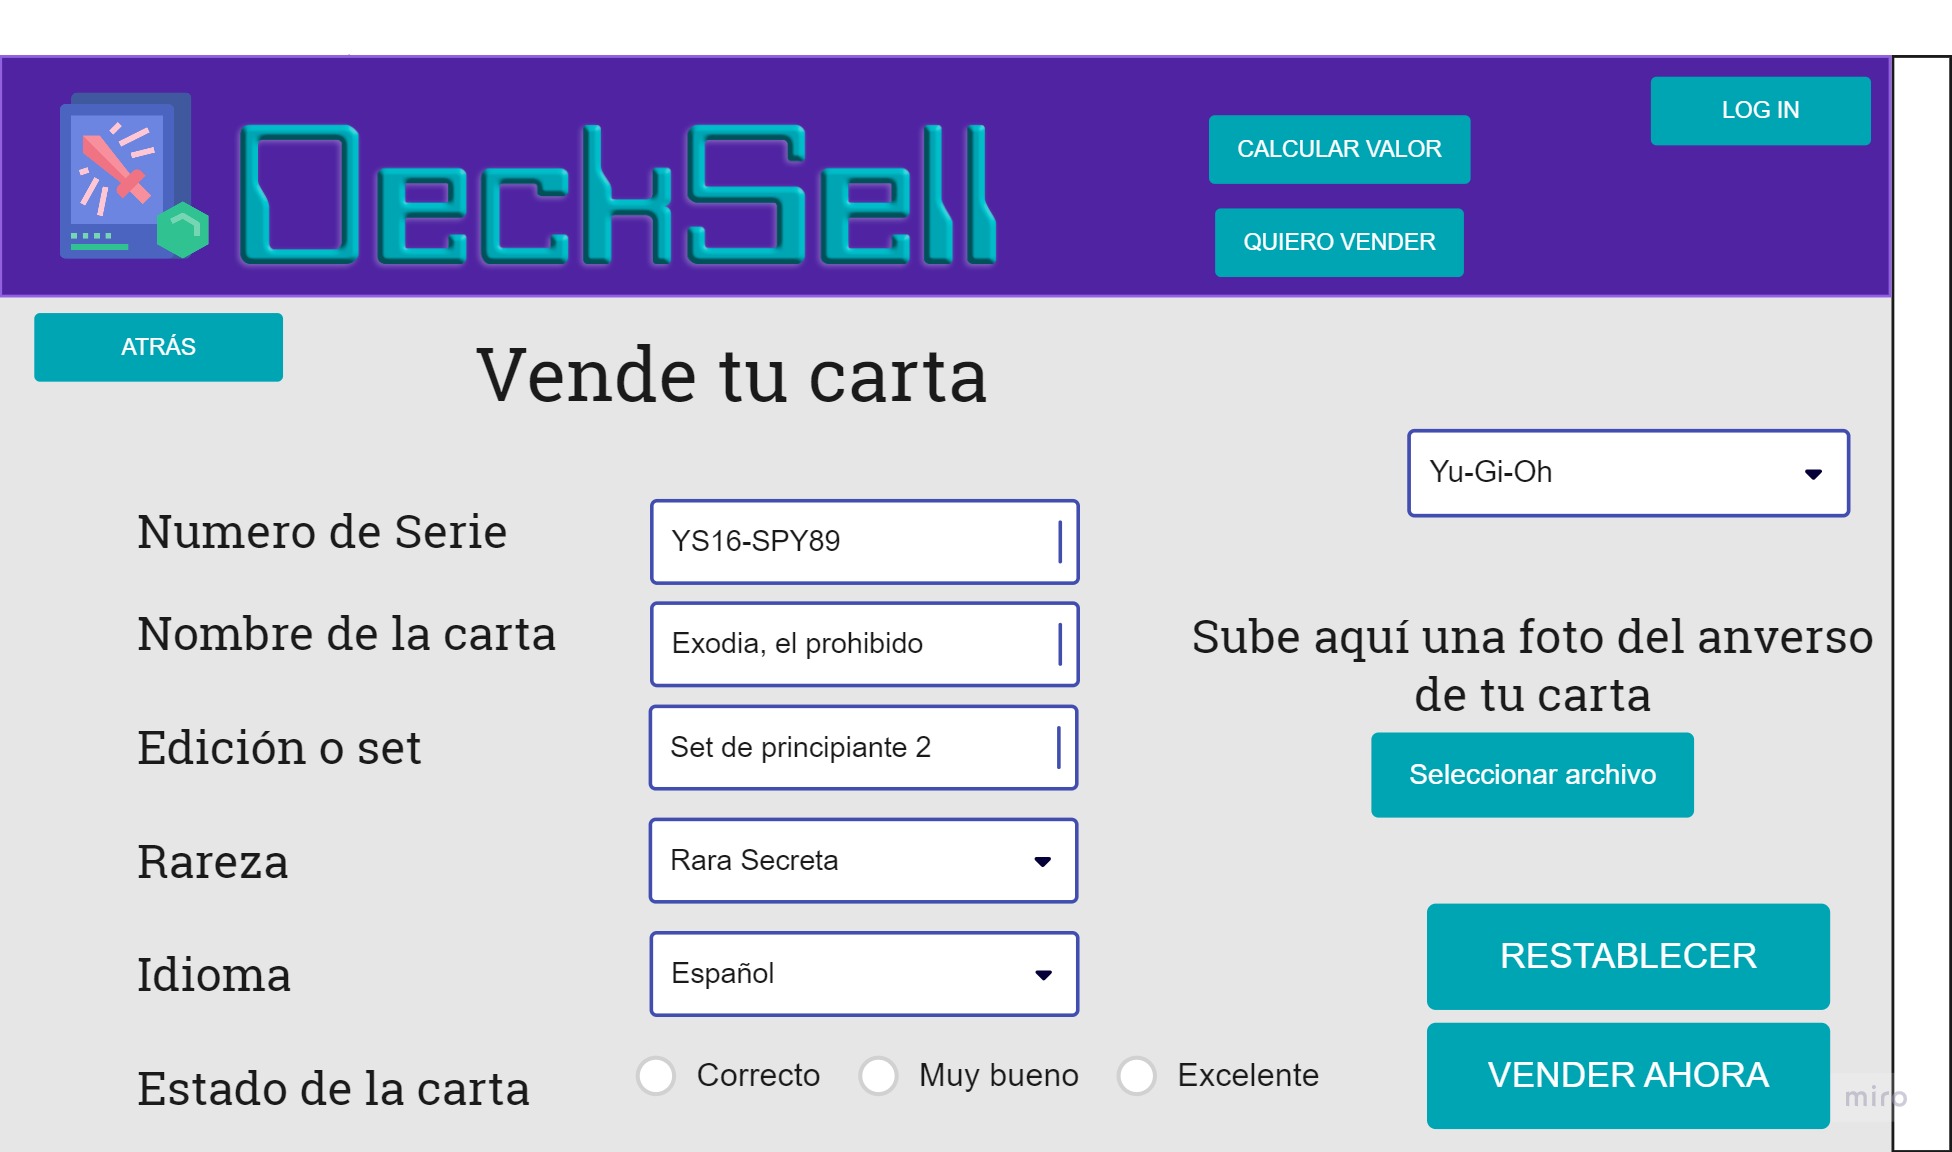 DeckSell
CALCULAR VALOR
QUIERO VENDER
LOG IN
ATRÁS
Vende tu carta
Yu-Gi-Oh
Numero de Serie
YS16-SPY89
Nombre de la carta
Exodia, el prohibido
Edición o set
Set de principiante 2
Rareza
Rara Secreta
Idioma
Español
Estado de la carta
Correcto Muy bueno Excelente
Sube aquí una foto del anverso
de tu carta
Seleccionar archivo
RESTABLECER
VENDER AHORA
miro